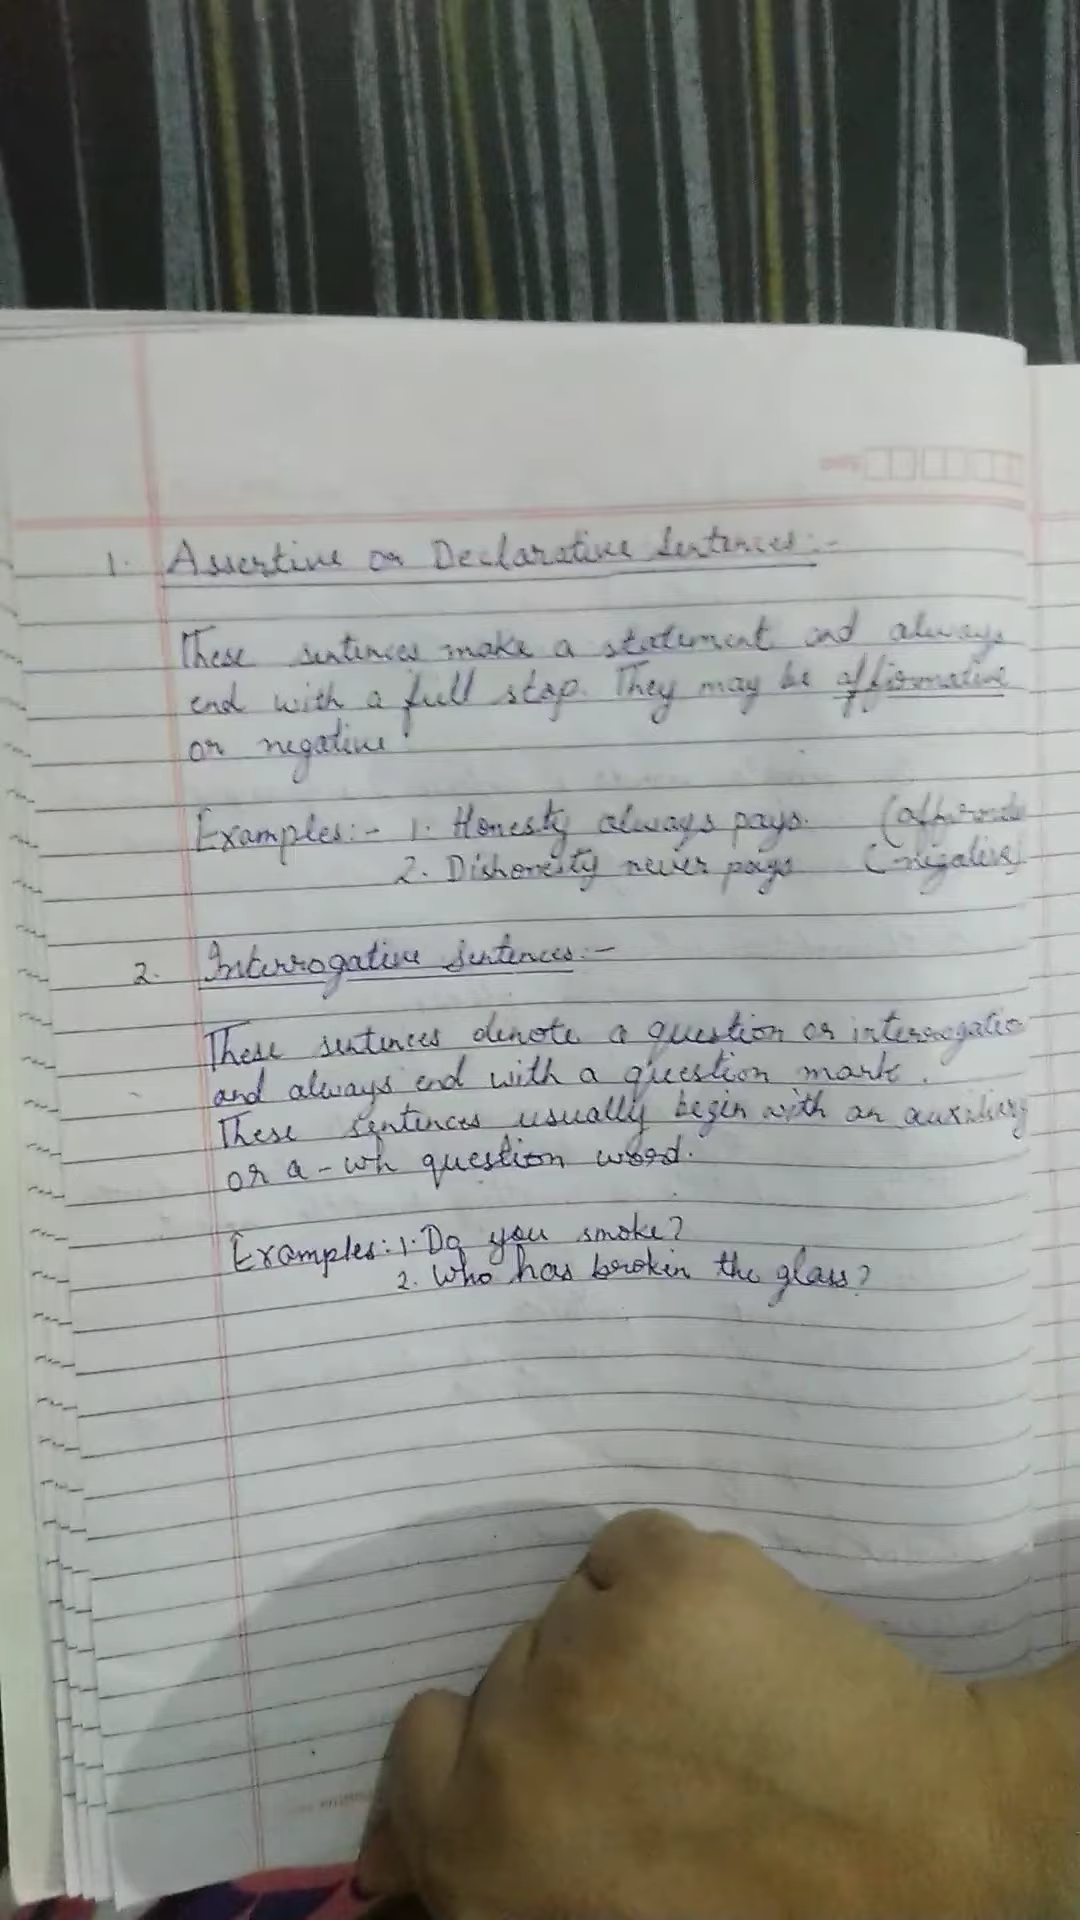 1. Assertive or Declarative Sentences:-
These sentences make a statement and always
end with a full stop. They may be affirmative
or negative.
Examples:- 1. Honesty always pays. (affirmative
2. Dishonesty never pays (negative)
2. Interrogative Sentences:-
These sentences denote a question or interrogation
and always end with a question mark.
These sentences usually begin with an auxiliary
or a - wh question word.
Examples: 1. Do you smoke?
2. Who has broken the glass?